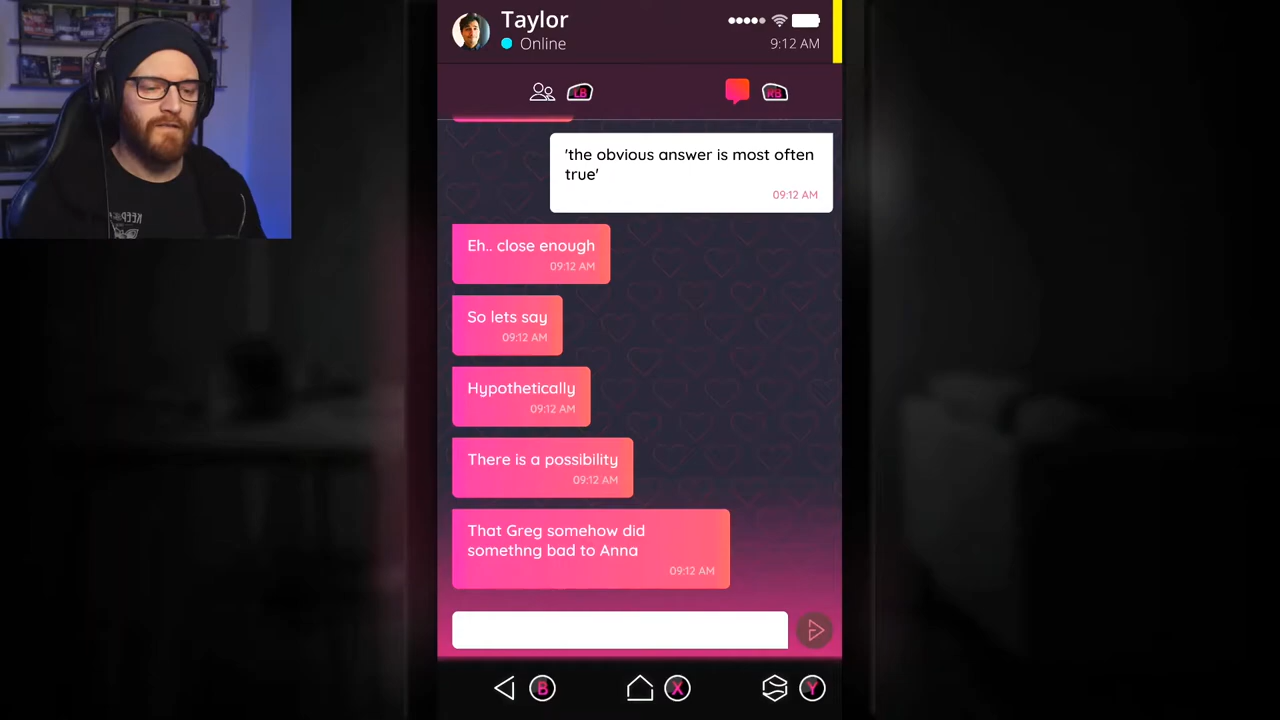 Taylor
Online
9:12 AM
LB
RB
'the obvious answer is most often
true'
09:12 AM
Eh.. close enough
09:12 AM
So lets say
09:12 AM
Hypothetically
09:12 AM
There is a possibility
09:12 AM
That Greg somehow did
somethng bad to Anna
09:12 AM
B
X
Y